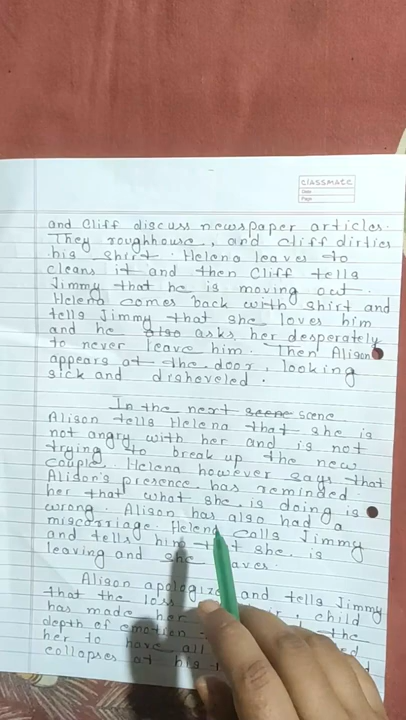 CLASSMATE
Date
Page
and Cliff discuss newspaper articles.
They roughhouse, and cliff dirties
his shirt. Helena leaves to
cleans it and then Cliff tells
Jimmy that he is moving out.
Helena comes back with shirt and
tells Jimmy that she loves him
and he also asks her desperately
to never leave him. Then Alison
appears at the door, looking
sick and disheveled.
In the next scene scene
Alison tells Helena that she is
not angry with her and is not
trying to break up the new
couple. Helena however says that
Alison's presence has reminded
her that what she is doing is
wrong. Alison has also had a
miscarriage. Helena calls Jimmy
and tells him that she is
leaving and she leaves.
Alison apologizes and tells Jimmy
that the loss child
has made her the
depth of emotion
her to have all
collapses at his